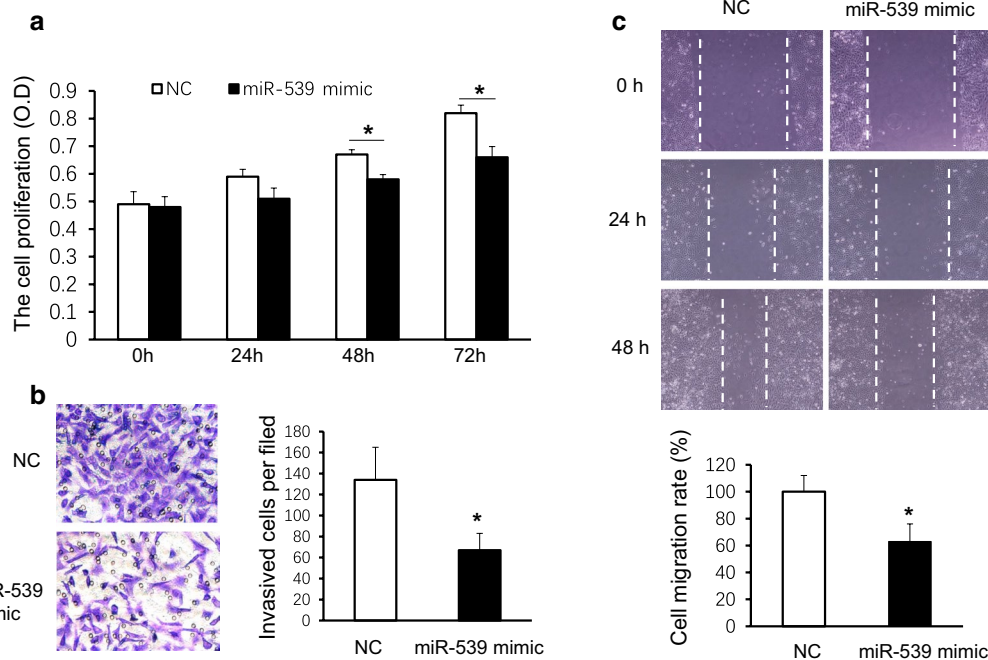 a
The cell proliferation (O.D)
NC
miR-539 mimic
0.9
0.8
0.7
0.6
0.5
0.4
0.3
0.2
0.1
0
*
*
0h
24h
48h
72h
b
NC
R-539
nic
Invasived cells per filed
180
160
140
120
100
80
60
40
20
0
*
NC
miR-539 mimic
c
NC
miR-539 mimic
0 h
24 h
48 h
Cell migration rate (%)
120
100
80
60
40
20
0
*
NC
miR-539 mimic